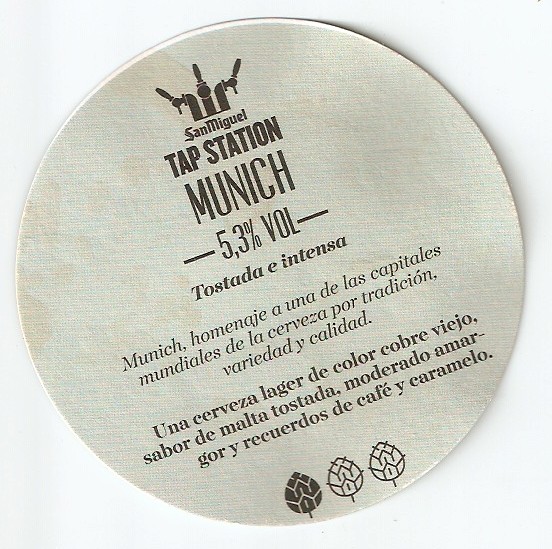 San Miguel
TAP STATION
MUNICH
5,3% VOL
Tostada e intensa
Munich, homenaje a una de las capitales
mundiales de la cerveza por tradición,
variedad y calidad.
Una cerveza lager de color cobre viejo,
sabor de malta tostada, moderado amar-
gor y recuerdos de café y caramelo.